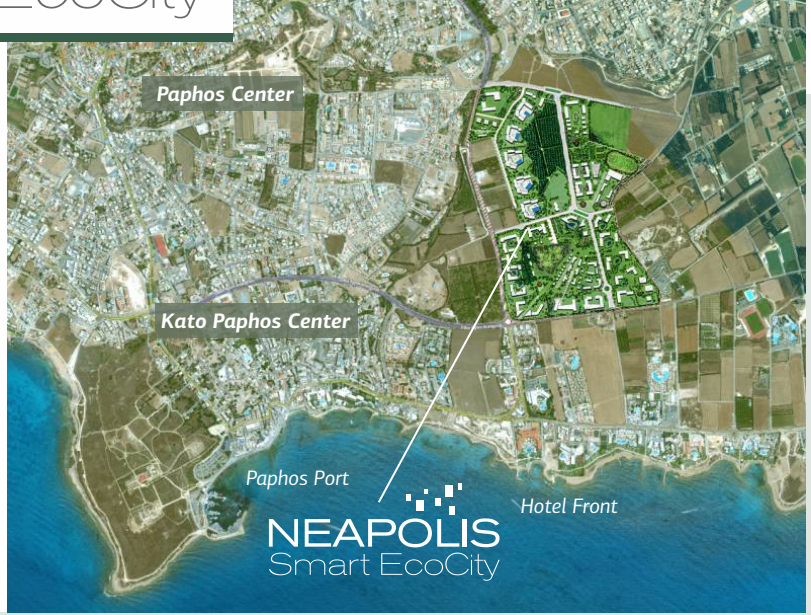 EcoCity
Paphos Center
Kato Paphos Center
Paphos Port
Hotel Front
NEAPOLIS
Smart EcoCity